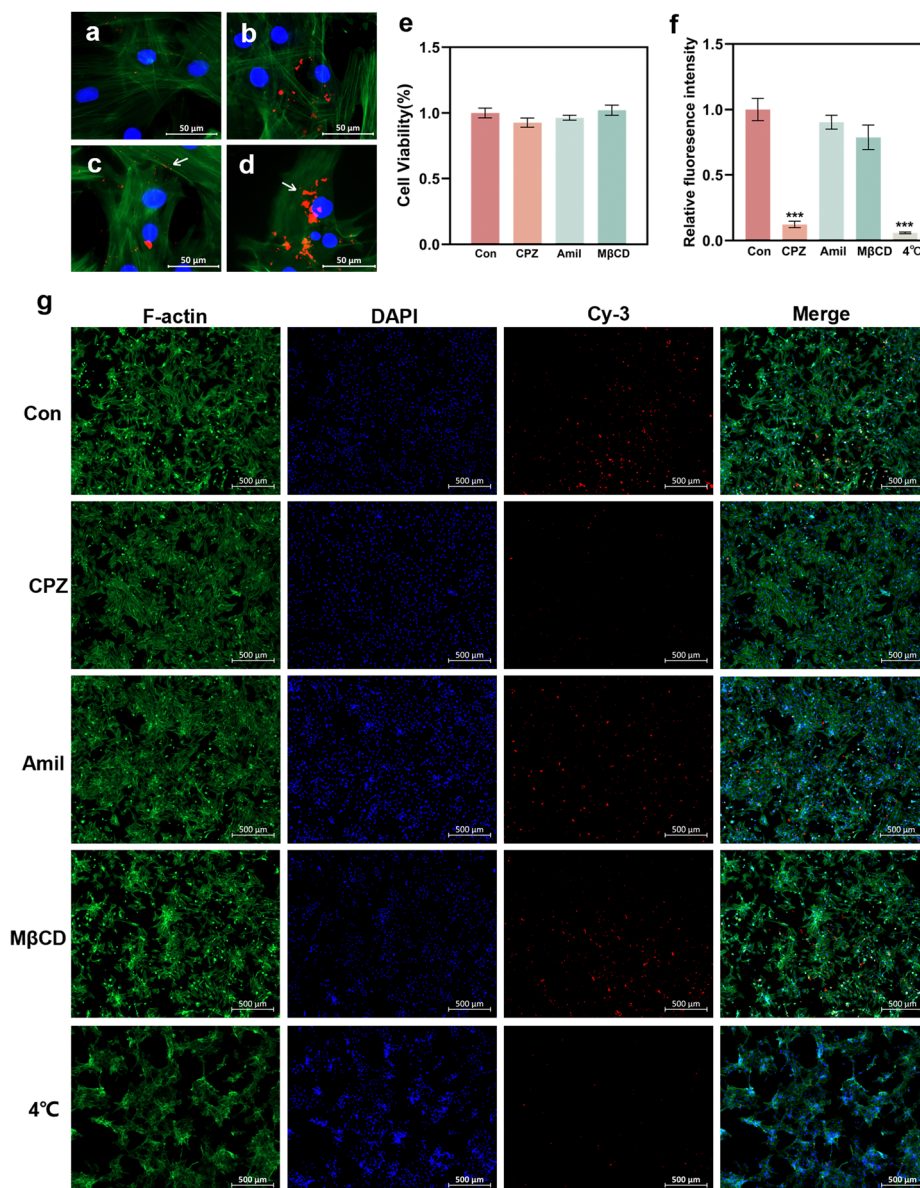 a
b
50 μm
50 μm
c
d
50 μm
50 μm
e
Cell Viability(%)
1.5
1.0
0.5
0.0
Con CPZ Amil MβCD
f
Relative fluoresence intensity
1.5
1.0
0.5
0.0
***
***
Con CPZ Amil MβCD 4℃
g
F-actin DAPI Cy-3 Merge
Con
500 μm 500 μm 500 μm 500 μm
CPZ
500 μm 500 μm 500 μm 500 μm
Amil
500 μm 500 μm 500 μm 500 μm
MβCD
500 μm 500 μm 500 μm 500 μm
4℃
500 μm 500 μm 500 μm 500 μm